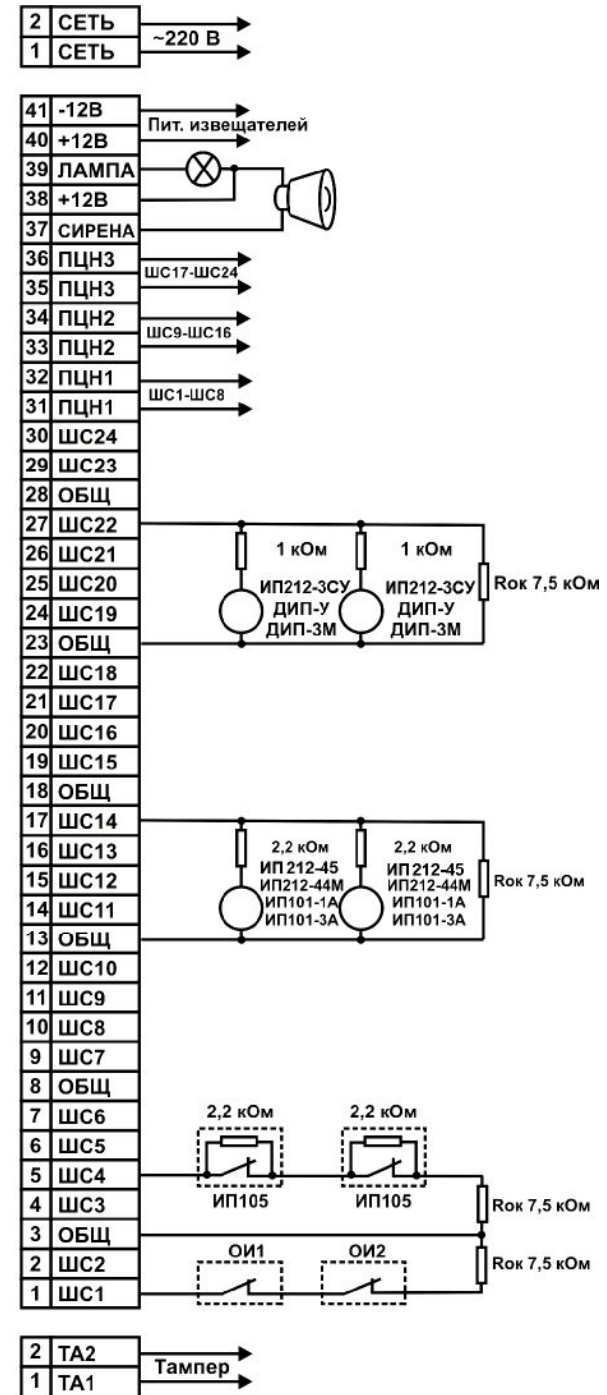 2 СЕТЬ
~220 В
1 СЕТЬ
41 -12В
Пит. извещателей
40 +12В
39 ЛАМПА
38 +12В
37 СИРЕНА
36 ПЦН3
ШС17-ШС24
35 ПЦН3
34 ПЦН2
ШС9-ШС16
33 ПЦН2
32 ПЦН1
ШС1-ШС8
31 ПЦН1
30 ШС24
29 ШС23
28 ОБЩ
27 ШС22
26 ШС21
1 кОм 1 кОм
25 ШС20
Rок 7,5 кОм
ИП212-3СУ ИП212-3СУ
24 ШС19
ДИП-У ДИП-У
ДИП-3М ДИП-3М
23 ОБЩ
22 ШС18
21 ШС17
20 ШС16
19 ШС15
18 ОБЩ
17 ШС14
16 ШС13
2,2 кОм 2,2 кОм
ИП 212-45 ИП 212-45
15 ШС12
ИП212-44М ИП212-44М
Rок 7,5 кОм
14 ШС11
ИП101-1А ИП101-1А
ИП101-3А ИП101-3А
13 ОБЩ
12 ШС10
11 ШС9
10 ШС8
9 ШС7
8 ОБЩ
7 ШС6
2,2 кОм 2,2 кОм
6 ШС5
5 ШС4
ИП105 ИП105
4 ШС3
Rок 7,5 кОм
3 ОБЩ
ОИ1 ОИ2
2 ШС2
Rок 7,5 кОм
1 ШС1
2 ТА2
Тампер
1 ТА1